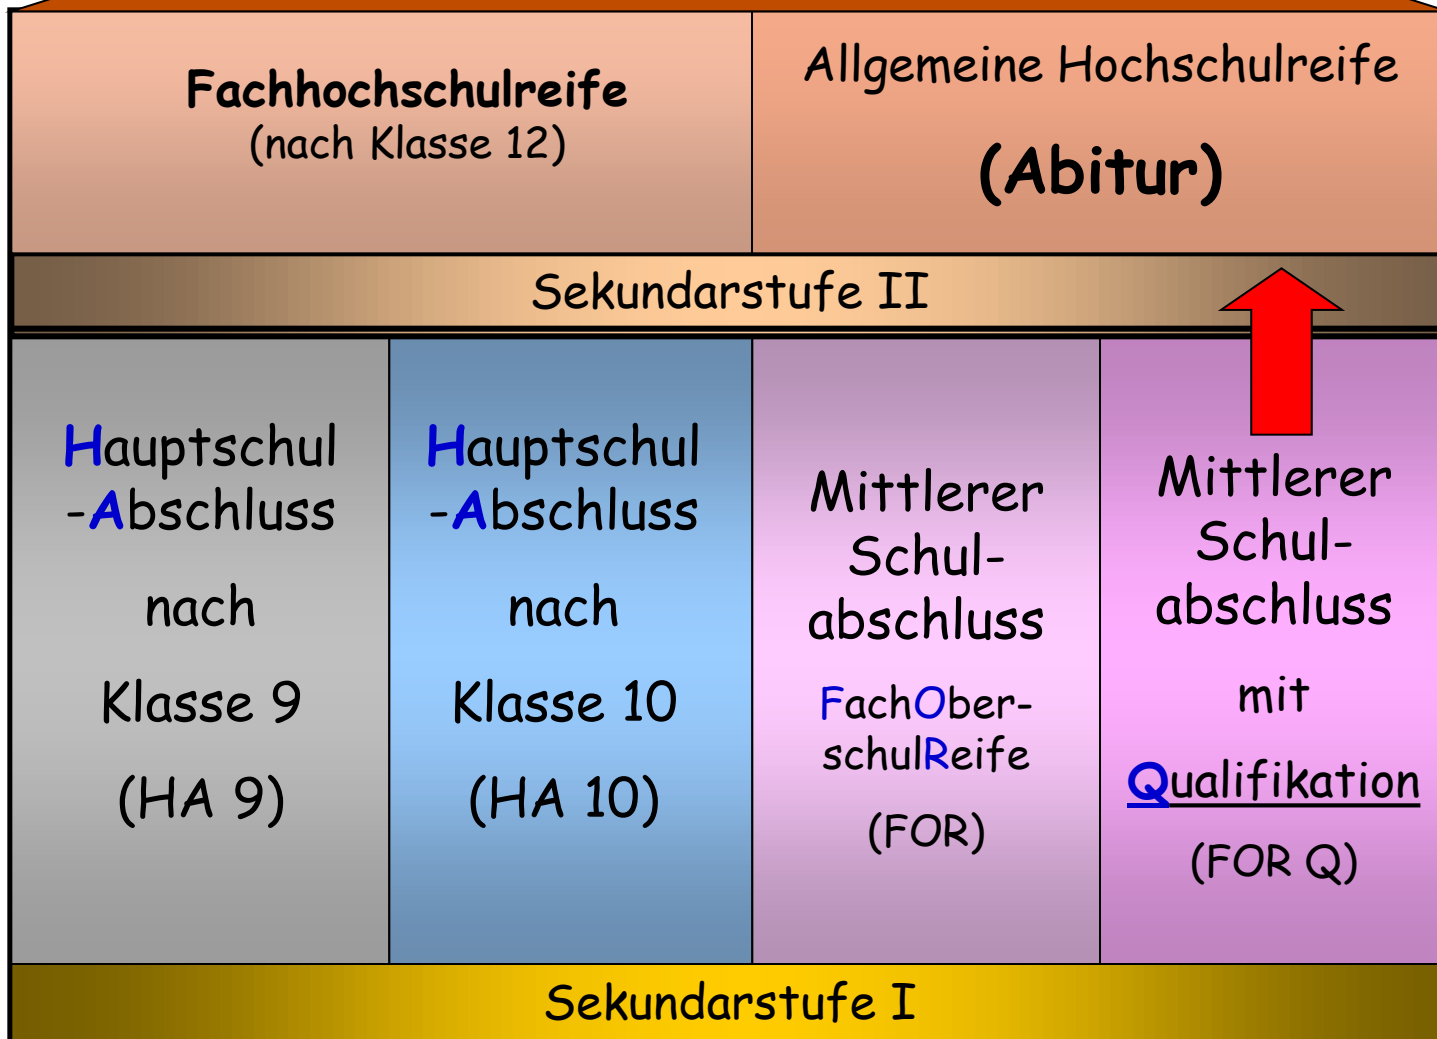 Fachhochschulreife
(nach Klasse 12)
Allgemeine Hochschulreife
(Abitur)
Sekundarstufe II
Hauptschul
-Abschluss
nach
Klasse 9
(HA 9)
Hauptschul
-Abschluss
nach
Klasse 10
(HA 10)
Mittlerer
Schul-
abschluss
FachOber-
schulReife
(FOR)
Mittlerer
Schul-
abschluss
mit
Qualifikation
(FOR Q)
Sekundarstufe I